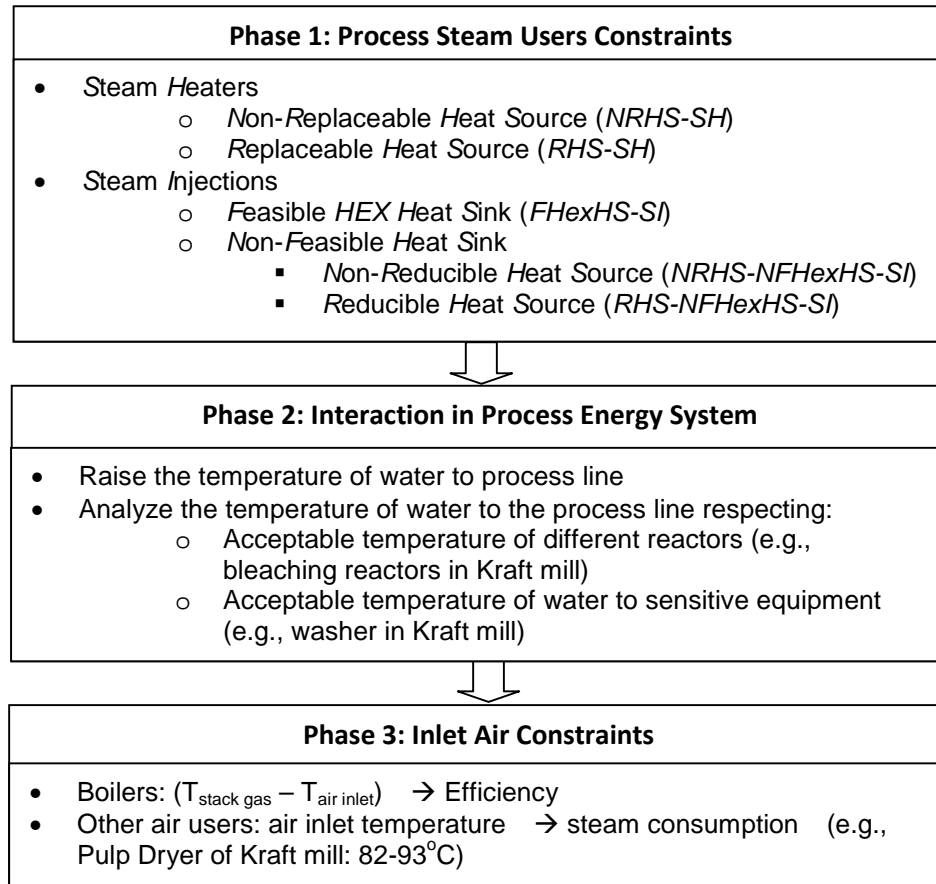 Phase 1: Process Steam Users Constraints
• Steam Heaters
o Non-Replaceable Heat Source (NRHS-SH)
o Replaceable Heat Source (RHS-SH)
• Steam Injections
o Feasible HEX Heat Sink (FHexHS-SI)
o Non-Feasible Heat Sink
▪ Non-Reducible Heat Source (NRHS-NFHexHS-SI)
▪ Reducible Heat Source (RHS-NFHexHS-SI)
Phase 2: Interaction in Process Energy System
• Raise the temperature of water to process line
• Analyze the temperature of water to the process line respecting:
o Acceptable temperature of different reactors (e.g.,
bleaching reactors in Kraft mill)
o Acceptable temperature of water to sensitive equipment
(e.g., washer in Kraft mill)
Phase 3: Inlet Air Constraints
• Boilers: (T stack gas – T air inlet) → Efficiency
• Other air users: air inlet temperature → steam consumption (e.g.,
Pulp Dryer of Kraft mill: 82-93°C)